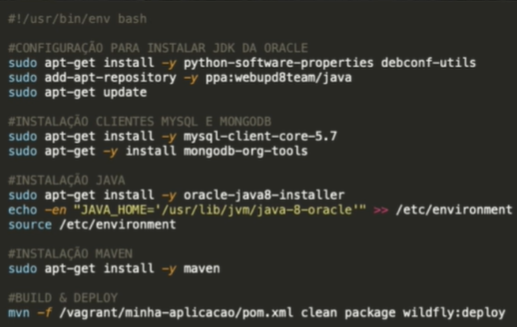 #!/usr/bin/env bash
#CONFIGURAÇÃO PARA INSTALAR JDK DA ORACLE
sudo apt-get install -y python-software-properties debconf-utils
sudo add-apt-repository -y ppa:webupd8team/java
sudo apt-get update
#INSTALAÇÃO CLIENTES MYSQL E MONGODB
sudo apt-get install -y mysql-client-core-5.7
sudo apt-get -y install mongodb-org-tools
#INSTALAÇÃO JAVA
sudo apt-get install -y oracle-java8-installer
echo -en "JAVA_HOME='/usr/lib/jvm/java-8-oracle'" >> /etc/environment
source /etc/environment
#INSTALAÇÃO MAVEN
sudo apt-get install -y maven
#BUILD & DEPLOY
mvn -f /vagrant/minha-aplicacao/pom.xml clean package wildfly:deploy